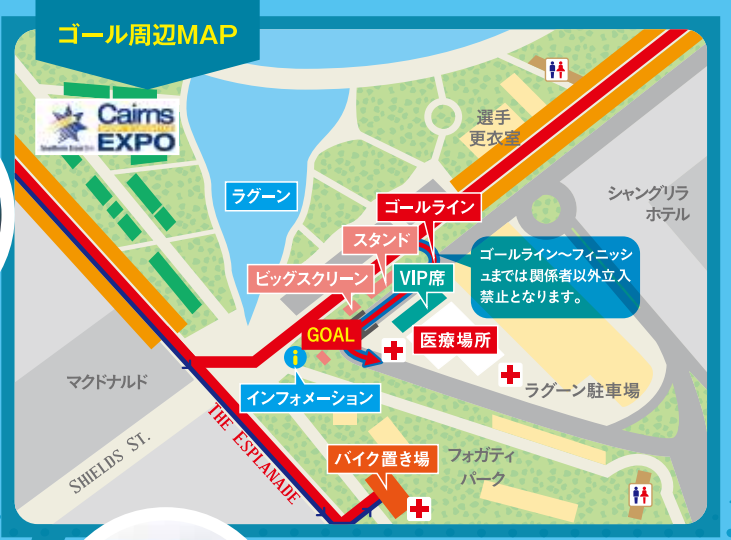 ゴール周辺MAP
Cairns
EXPO
選手
更衣室
シャングリラ
ホテル
ラグーン
ゴールライン
スタンド
ビッグスクリーン
VIP席
ゴールライン～フィニッシ
ュまでは関係者以外立入
禁止となります。
GOAL
医療場所
ラグーン駐車場
マクドナルド
インフォメーション
SHIELDS ST.
THE ESPLANADE
バイク置き場
フォガティ
パーク